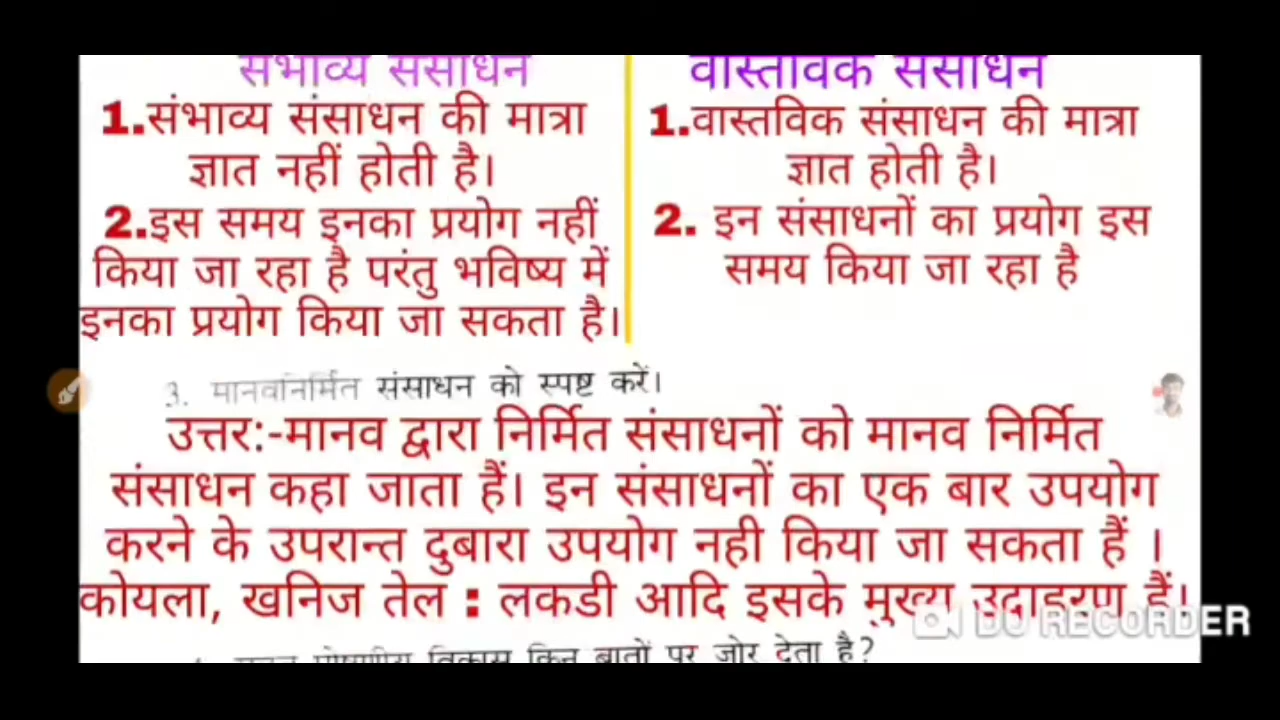 संभाव्य संसाधन
1.संभाव्य संसाधन की मात्रा
ज्ञात नहीं होती है।
2.इस समय इनका प्रयोग नहीं
किया जा रहा है परंतु भविष्य में
इनका प्रयोग किया जा सकता है।
वास्तविक संसाधन
1.वास्तविक संसाधन की मात्रा
ज्ञात होती है।
2. इन संसाधनों का प्रयोग इस
समय किया जा रहा है
3. मानवनिर्मित संसाधन को स्पष्ट करें।
उत्तर:-मानव द्वारा निर्मित संसाधनों को मानव निर्मित
संसाधन कहा जाता हैं। इन संसाधनों का एक बार उपयोग
करने के उपरान्त दुबारा उपयोग नही किया जा सकता हैं ।
कोयला, खनिज तेल : लकडी आदि इसके मुख्य उदाहरण हैं।
DU RECORDER
पोषणीय विकास किन बातों पर जोर देता है?